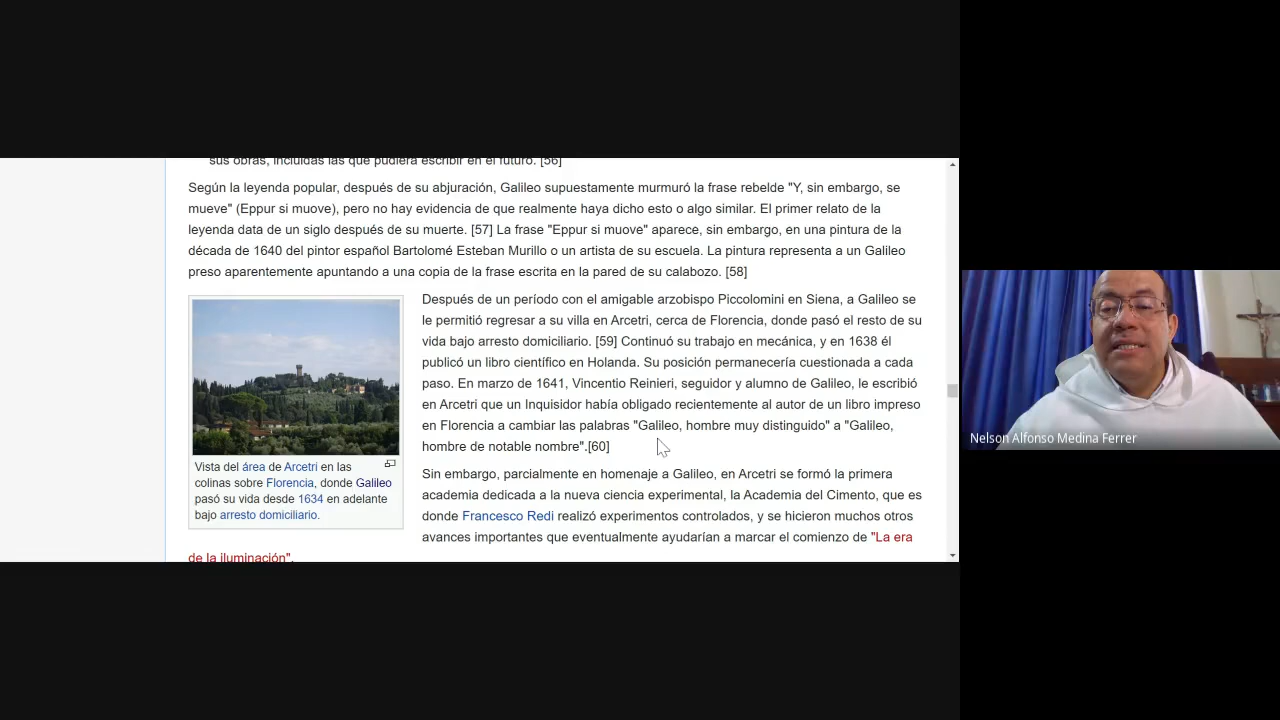 sus obras, incluidas las que pudiera escribir en el futuro. [56]
Según la leyenda popular, después de su abjuración, Galileo supuestamente murmuró la frase rebelde "Y, sin embargo, se
mueve" (Eppur si muove), pero no hay evidencia de que realmente haya dicho esto o algo similar. El primer relato de la
leyenda data de un siglo después de su muerte. [57] La frase "Eppur si muove" aparece, sin embargo, en una pintura de la
década de 1640 del pintor español Bartolomé Esteban Murillo o un artista de su escuela. La pintura representa a un Galileo
preso aparentemente apuntando a una copia de la frase escrita en la pared de su calabozo. [58]
Vista del área de Arcetri en las
colinas sobre Florencia, donde Galileo
pasó su vida desde 1634 en adelante
bajo arresto domiciliario.
Después de un período con el amigable arzobispo Piccolomini en Siena, a Galileo se
le permitió regresar a su villa en Arcetri, cerca de Florencia, donde pasó el resto de su
vida bajo arresto domiciliario. [59] Continuó su trabajo en mecánica, y en 1638 él
publicó un libro científico en Holanda. Su posición permanecería cuestionada a cada
paso. En marzo de 1641, Vincentio Reinieri, seguidor y alumno de Galileo, le escribió
en Arcetri que un Inquisidor había obligado recientemente al autor de un libro impreso
en Florencia a cambiar las palabras "Galileo, hombre muy distinguido" a "Galileo,
hombre de notable nombre".[60]
Sin embargo, parcialmente en homenaje a Galileo, en Arcetri se formó la primera
academia dedicada a la nueva ciencia experimental, la Academia del Cimento, que es
donde Francesco Redi realizó experimentos controlados, y se hicieron muchos otros
avances importantes que eventualmente ayudarían a marcar el comienzo de "La era
de la iluminación".
Nelson Alfonso Medina Ferrer